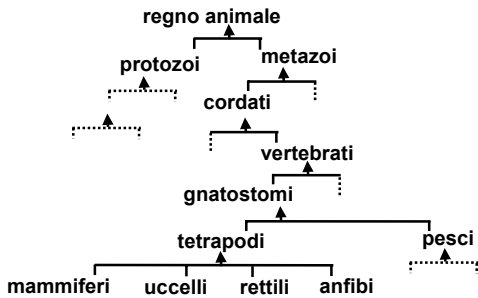 regno animale
protozoi
metazoi
cordati
vertebrati
gnatostomi
tetrapodi
pesci
mammiferi
uccelli
rettili
anfibi